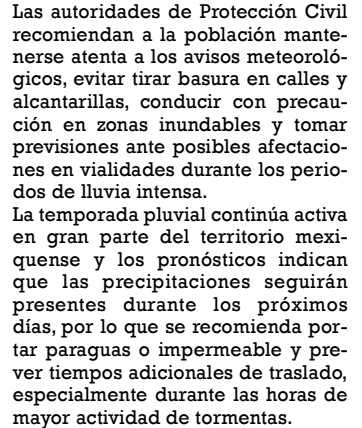 Las autoridades de Protección Civil
recomiendan a la población mante-
nerse atenta a los avisos meteoroló-
gicos, evitar tirar basura en calles y
alcantarillas, conducir con precau-
ción en zonas inundables y tomar
previsiones ante posibles afectacio-
nes en vialidades durante los perio-
dos de lluvia intensa.
La temporada pluvial continúa activa
en gran parte del territorio mexi-
quense y los pronósticos indican
que las precipitaciones seguirán
presentes durante los próximos
días, por lo que se recomienda por-
tar paraguas o impermeable y pre-
ver tiempos adicionales de traslado,
especialmente durante las horas de
mayor actividad de tormentas.